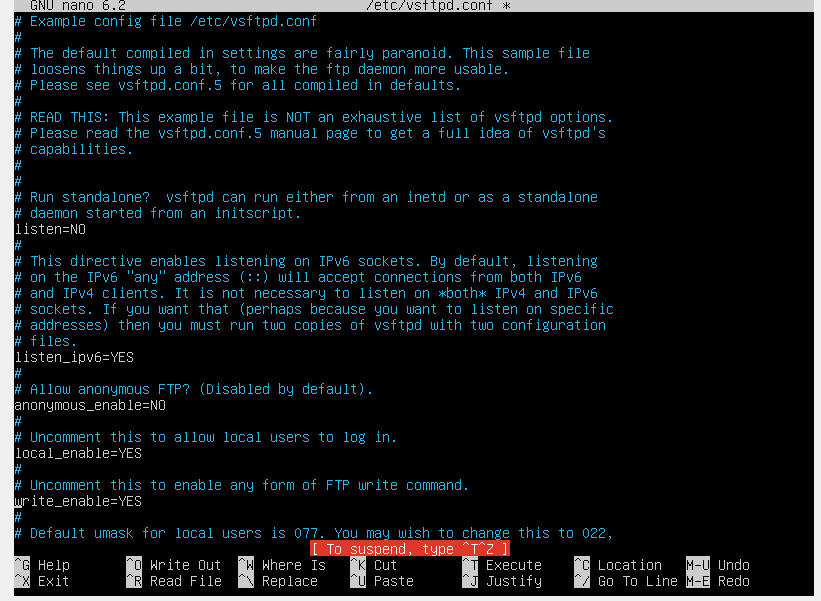 GNU nano 6.2 /etc/vsftpd.conf *
# Example config file /etc/vsftpd.conf
#
# The default compiled in settings are fairly paranoid. This sample file
# loosens things up a bit, to make the ftp daemon more usable.
# Please see vsftpd.conf.5 for all compiled in defaults.
#
# READ THIS: This example file is NOT an exhaustive list of vsftpd options.
# Please read the vsftpd.conf.5 manual page to get a full idea of vsftpd's
# capabilities.
#
#
# Run standalone?  vsftpd can run either from an inetd or as a standalone
# daemon started from an initscript.
listen=NO
#
# This directive enables listening on IPv6 sockets. By default, listening
# on the IPv6 "any" address (::) will accept connections from both IPv6
# and IPv4 clients. It is not necessary to listen on *both* IPv4 and IPv6
# sockets. If you want that (perhaps because you want to listen on specific
# addresses) then you must run two copies of vsftpd with two configuration
# files.
listen_ipv6=YES
#
# Allow anonymous FTP? (Disabled by default).
anonymous_enable=NO
#
# Uncomment this to allow local users to log in.
local_enable=YES
#
# Uncomment this to enable any form of FTP write command.
write_enable=YES
#
# Default umask for local users is 077. You may wish to change this to 022,
[ To suspend, type ^T^Z ]
^G Help ^O Write Out ^W Where Is ^K Cut ^T Execute ^C Location M-U Undo
^X Exit ^R Read File ^\ Replace ^U Paste ^J Justify ^/ Go To Line M-E Redo